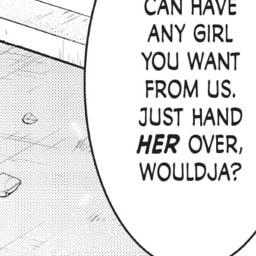 CAN HAVE
ANY GIRL
YOU WANT
FROM US.
JUST HAND
HER OVER,
WOULDJA?